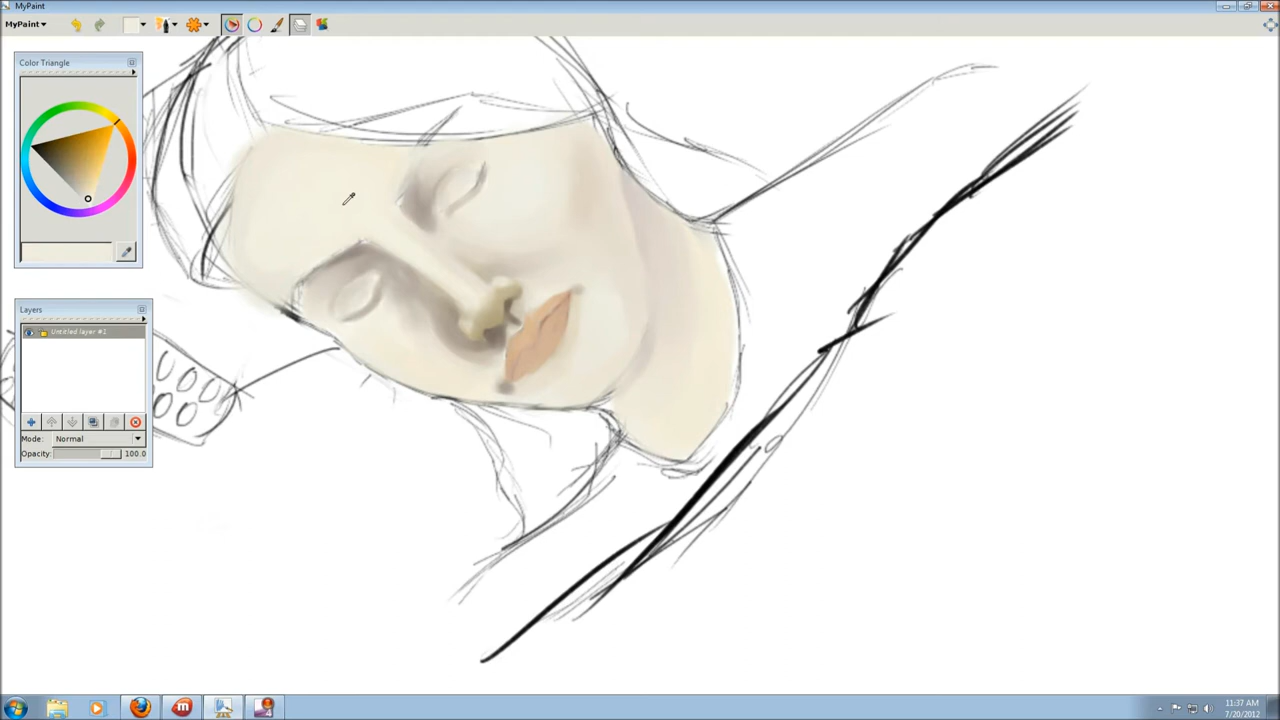 MyPaint
MyPaint
Color Triangle
Layers
Untitled layer #1
Mode: Normal
Opacity: 100.0
11:37 AM
7/20/2012